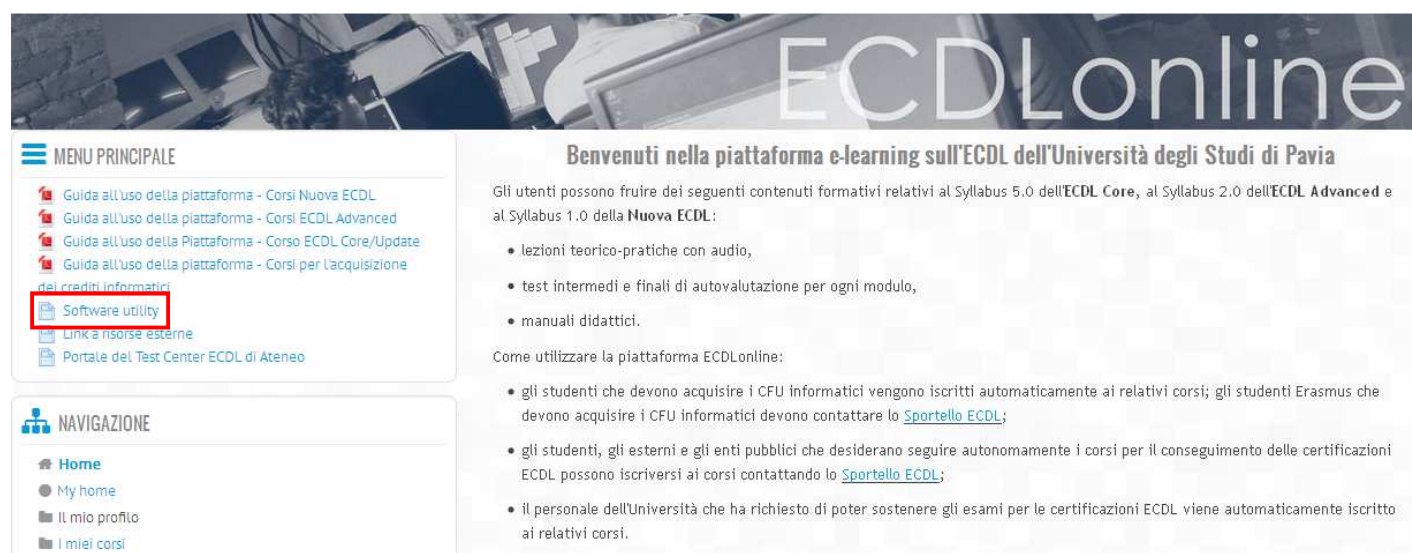 ECDLonline
MENU PRINCIPALE
Guida all'uso della piattaforma - Corsi Nuova ECDL
Guida all'uso della piattaforma - Corsi ECDL Advanced
Guida all'uso della Piattaforma - Corso ECDL Core/Update
Guida all'uso della piattaforma - Corsi per l'acquisizione
dei crediti informatici
Software utility
Link a risorse esterne
Portale del Test Center ECDL di Ateneo
NAVIGAZIONE
Home
My home
Il mio profilo
I miei corsi
Benvenuti nella piattaforma e-learning sull'ECDL dell'Università degli Studi di Pavia
Gli utenti possono fruire dei seguenti contenuti formativi relativi al Syllabus 5.0 dell'ECDL Core, al Syllabus 2.0 dell'ECDL Advanced e
al Syllabus 1.0 della Nuova ECDL:
• lezioni teorico-pratiche con audio,
• test intermedi e finali di autovalutazione per ogni modulo,
• manuali didattici.
Come utilizzare la piattaforma ECDLonline:
• gli studenti che devono acquisire i CFU informatici vengono iscritti automaticamente ai relativi corsi; gli studenti Erasmus che
devono acquisire i CFU informatici devono contattare lo Sportello ECDL;
• gli studenti, gli esterni e gli enti pubblici che desiderano seguire autonomamente i corsi per il conseguimento delle certificazioni
ECDL possono iscriversi ai corsi contattando lo Sportello ECDL;
• il personale dell'Università che ha richiesto di poter sostenere gli esami per le certificazioni ECDL viene automaticamente iscritto
ai relativi corsi.